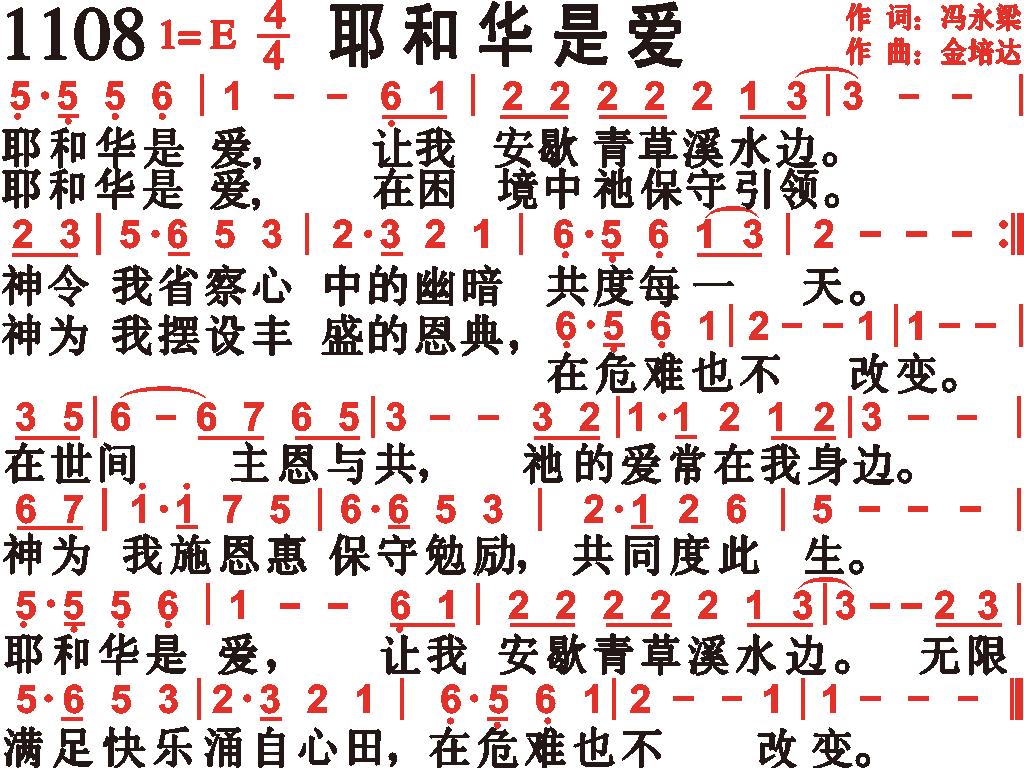 1108 1=E 4/4 耶和华是爱 作词：冯永梁
作曲：金培达
5·5 5 6 | 1 - - 6 1 | 2 2 2 2 2 1 3 | 3 - - |
耶和华是 爱, 让我 安歇青草溪水边。
耶和华是 爱, 在困 境中祂保守引领。
2 3 | 5·6 5 3 | 2·3 2 1 | 6·5 6 1 3 | 2 - - - :||
神令 我省察心 中的幽暗 共度每一 天。
神为 我摆设丰 盛的恩典,
6·5 6 1 | 2 - - 1 | 1 - - |
在危难也不 改变。
3 5 | 6 - 6 7 6 5 | 3 - - 3 2 | 1·1 2 1 2 | 3 - - |
在世间 主恩与共, 祂的爱常在我身边。
6 7 | 1·1 7 5 | 6·6 5 3 | 2·1 2 6 | 5 - - - |
神为 我施恩惠 保守勉励, 共同度此 生。
5·5 5 6 | 1 - - 6 1 | 2 2 2 2 2 1 3 | 3 - - 2 3 |
耶和华是 爱, 让我 安歇青草溪水边。 无限
5·6 5 3 | 2·3 2 1 | 6·5 6 1 | 2 - - 1 | 1 - - - ||
满足快乐涌自心田, 在危难也不 改变。